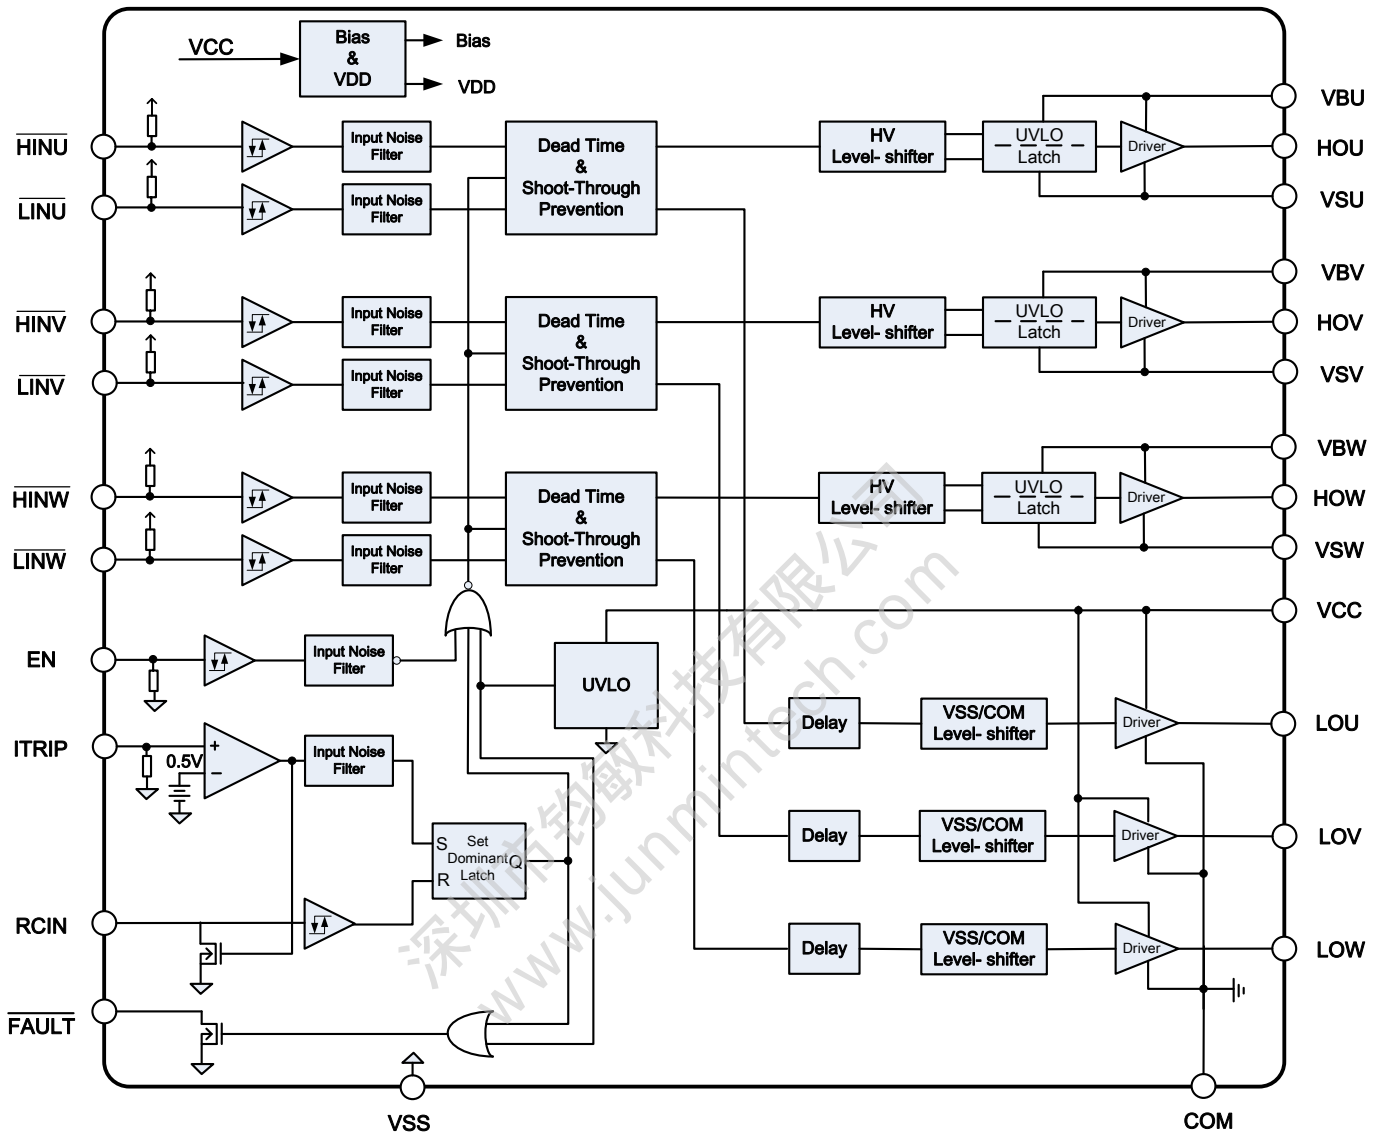 VCC
Bias
&
VDD
Bias
VDD
HINU
Input Noise
Filter
Dead Time
&
Shoot-Through
Prevention
HV
Level- shifter
UVLO
Latch
Driver
VBU
HOU
VSU
LINU
Input Noise
Filter
HINV
Input Noise
Filter
Dead Time
&
Shoot-Through
Prevention
HV
Level- shifter
UVLO
Latch
Driver
VBV
HOV
VSV
LINV
Input Noise
Filter
HINW
Input Noise
Filter
Dead Time
&
Shoot-Through
Prevention
HV
Level- shifter
UVLO
Latch
Driver
VBW
HOW
VSW
LINW
Input Noise
Filter
VCC
EN
Input Noise
Filter
UVLO
Delay
VSS/COM
Level- shifter
Driver
LOU
ITRIP
0.5V
+
−
Input Noise
Filter
S
R
Set
Dominant
Latch
Q
Delay
VSS/COM
Level- shifter
Driver
LOV
RCIN
Delay
VSS/COM
Level- shifter
Driver
LOW
FAULT
VSS
COM
深圳市钧敏科技有限公司
www.junmintech.com